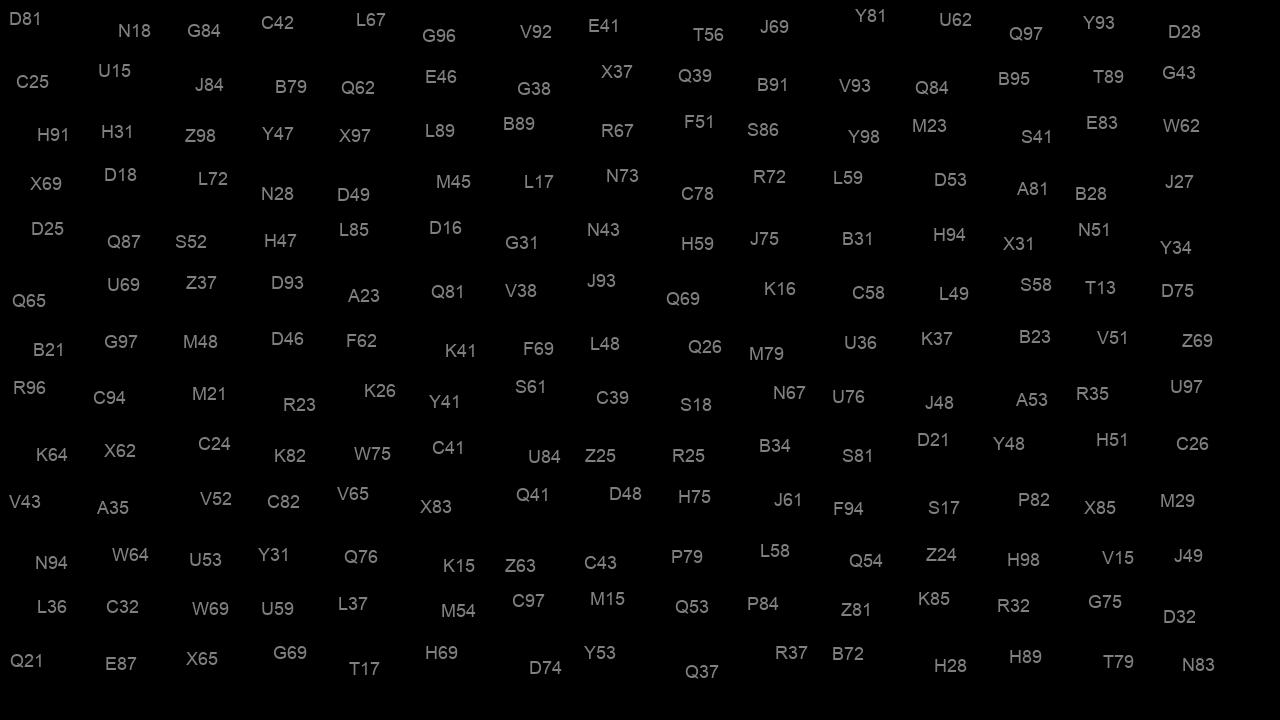 D81 N18 G84 C42 L67 G96 V92 E41 T56 J69 Y81 U62 Q97 Y93 D28
C25 U15 J84 B79 Q62 E46 G38 X37 Q39 B91 V93 Q84 B95 T89 G43
H91 H31 Z98 Y47 X97 L89 B89 R67 F51 S86 Y98 M23 S41 E83 W62
X69 D18 L72 N28 D49 M45 L17 N73 C78 R72 L59 D53 A81 B28 J27
D25 Q87 S52 H47 L85 D16 G31 N43 H59 J75 B31 H94 X31 N51 Y34
Q65 U69 Z37 D93 A23 Q81 V38 J93 Q69 K16 C58 L49 S58 T13 D75
B21 G97 M48 D46 F62 K41 F69 L48 Q26 M79 U36 K37 B23 V51 Z69
R96 C94 M21 R23 K26 Y41 S61 C39 S18 N67 U76 J48 A53 R35 U97
K64 X62 C24 K82 W75 C41 U84 Z25 R25 B34 S81 D21 Y48 H51 C26
V43 A35 V52 C82 V65 X83 Q41 D48 H75 J61 F94 S17 P82 X85 M29
N94 W64 U53 Y31 Q76 K15 Z63 C43 P79 L58 Q54 Z24 H98 V15 J49
L36 C32 W69 U59 L37 M54 C97 M15 Q53 P84 Z81 K85 R32 G75 D32
Q21 E87 X65 G69 T17 H69 D74 Y53 Q37 R37 B72 H28 H89 T79 N83